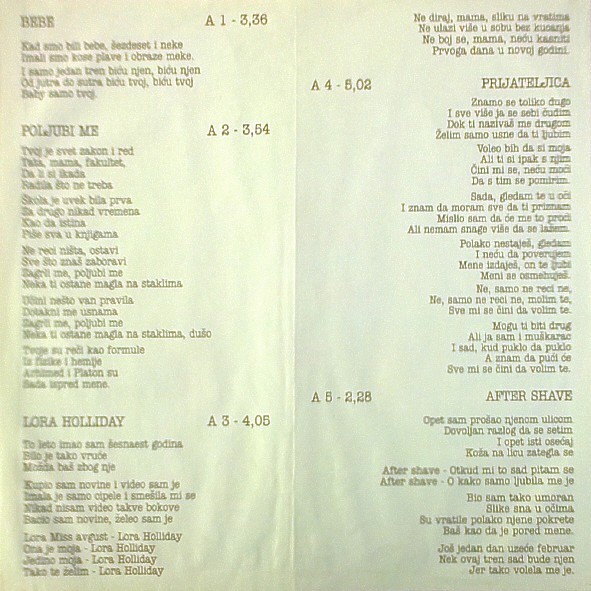 BEBE A 1 - 3,36
Kad smo bili bebe, šezdeset i neke
Imali smo kose plave i obraze meke.
I samo jedan tren biću njen, biću njen
Od jutra do sutra biću tvoj, biću tvoj
Baby samo tvoj.
POLJUBI ME A 2 - 3,54
Tvoj je svet zakon i red
Tata, mama, fakultet,
Da li si ikada
Radila što ne treba
Škola je uvek bila prva
Za drugo nikad vremena
Kao da istina
Piše sva u knjigama
Ne reci ništa, ostavi
Sve što znaš zaboravi
Zagrli me, poljubi me
Neka ti ostane magla na staklima
Učini nešto van pravila
Dotakni me usnama
Zagrli me, poljubi me
Neka ti ostane magla na staklima, dušo
Tvoje su reči kao formule
Iz fizike i hemije
Arhimed i Platon su
Sada ispred mene.
LORA HOLLIDAY A 3 - 4,05
To leto imao sam šesnaest godina
Bilo je tako vruće
Možda baš zbog nje
Kupio sam novine i video sam je
Imala je samo cipele i smešila mi se
Nikad nisam video takve bokove
Bacio sam novine, želeo sam je
Lora Miss avgust - Lora Holliday
Ona je moja - Lora Holliday
Jedino moja - Lora Holliday
Tako te želim - Lora Holliday
Ne diraj, mama, sliku na vratima
Ne ulazi više u sobu bez kucanja
Ne boj se, mama, neću kasniti
Prvoga dana u novoj godini.
A 4 - 5,02 PRIJATELJICA
Znamo se toliko dugo
I sve više ja se sebi čudim
Dok ti nazivaš me drugom
Želim samo usne da ti ljubim
Voleo bih da si moja
Ali ti si ipak s njim
Čini mi se, neću moći
Da s tim se pomirim.
Sada, gledam te u oči
I znam da moram sve da ti priznam
Mislio sam da će me to proći
Ali nemam snage više da se lažem.
Polako nestaješ, gledam
I neću da poverujem
Mene izdaješ, on te ljubi
Meni se osmehuješ.
Ne, samo ne reci ne,
Ne, samo ne reci ne, molim te,
Sve mi se čini da volim te.
Mogu ti biti drug
Ali ja sam i muškarac
I sad, kud puklo da puklo
A znam da pući će
Sve mi se čini da volim te.
A 5 - 2,28 AFTER SHAVE
Opet sam prošao njenom ulicom
Dovoljan razlog da se setim
I opet isti osećaj
Koža na licu zategla se
After shave - Otkud mi to sad pitam se
After shave - O kako samo ljubila me je
Bio sam tako umoran
Slike sna u očima
Su vratile polako njene pokrete
Baš kao da je pored mene.
Još jedan dan uzeće februar
Nek ovaj tren sad bude njen
Jer tako volela me je.